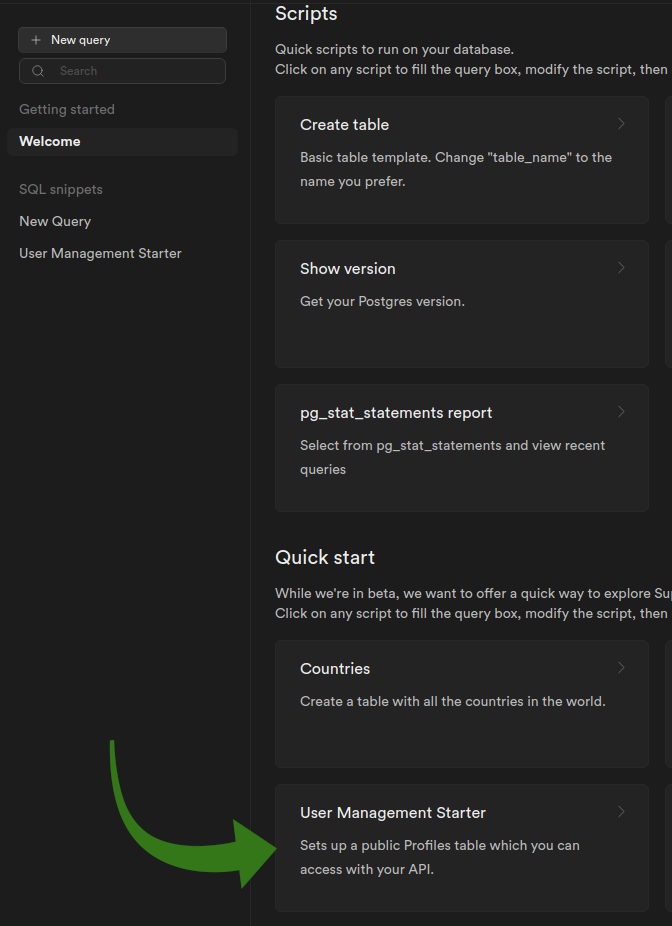 New query
Search
Getting started
Welcome
SQL snippets
New Query
User Management Starter
Scripts
Quick scripts to run on your database.
Click on any script to fill the query box, modify the script, then
Create table
Basic table template. Change "table_name" to the
name you prefer.
Show version
Get your Postgres version.
pg_stat_statements report
Select from pg_stat_statements and view recent
queries
Quick start
While we're in beta, we want to offer a quick way to explore Su
Click on any script to fill the query box, modify the script, then
Countries
Create a table with all the countries in the world.
User Management Starter
Sets up a public Profiles table which you can
access with your API.